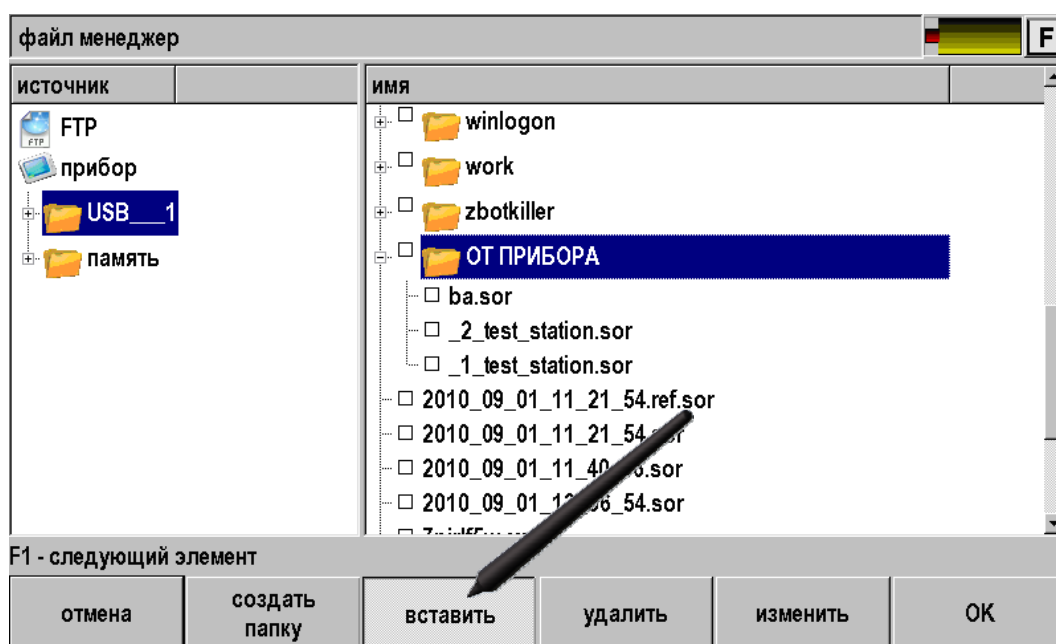 файл менеджер
F
источник
имя
FTP
FTP
прибор
USB___1
память
winlogon
work
zbotkiller
ОТ ПРИБОРА
ba.sor
_2_test_station.sor
_1_test_station.sor
2010_09_01_11_21_54.ref.sor
2010_09_01_11_21_54.sor
2010_09_01_11_40
.sor
2010_09_01_1
6_54.sor
F1 - следующий элемент
отмена
создать
папку
вставить
удалить
изменить
OK